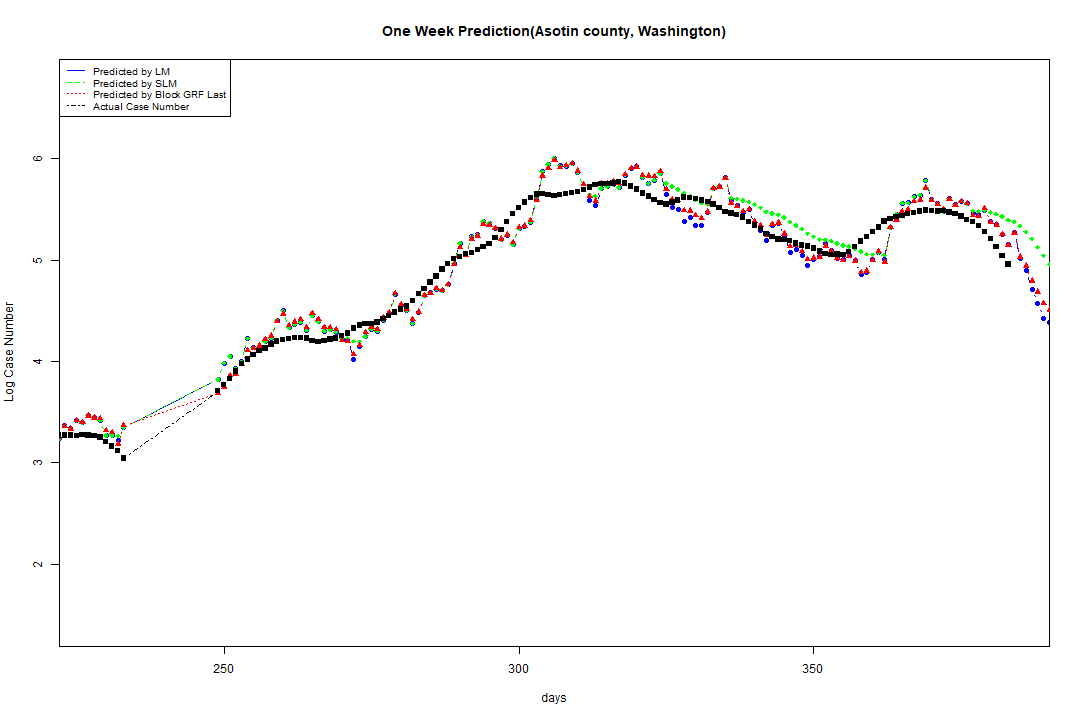 One Week Prediction(Asotin county, Washington)
Predicted by LM
Predicted by SLM
Predicted by Block GRF Last
Actual Case Number
6
5
4
3
2
Log Case Number
250
300
350
days